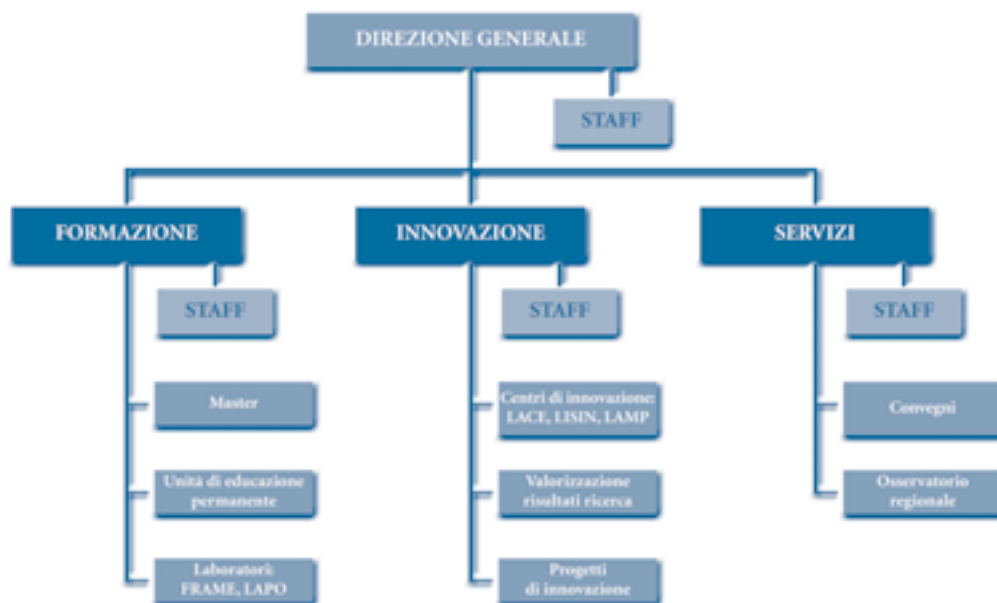 DIREZIONE GENERALE
STAFF
FORMAZIONE
INNOVAZIONE
SERVIZI
STAFF
STAFF
STAFF
Master
Centri di innovazione:
LACE, LISIN, LAMP
Convegni
Unità di educazione
permanente
Valorizzazione
risultati ricerca
Osservatorio
regionale
Laboratori:
FRAME, LAPO
Progetti
di innovazione